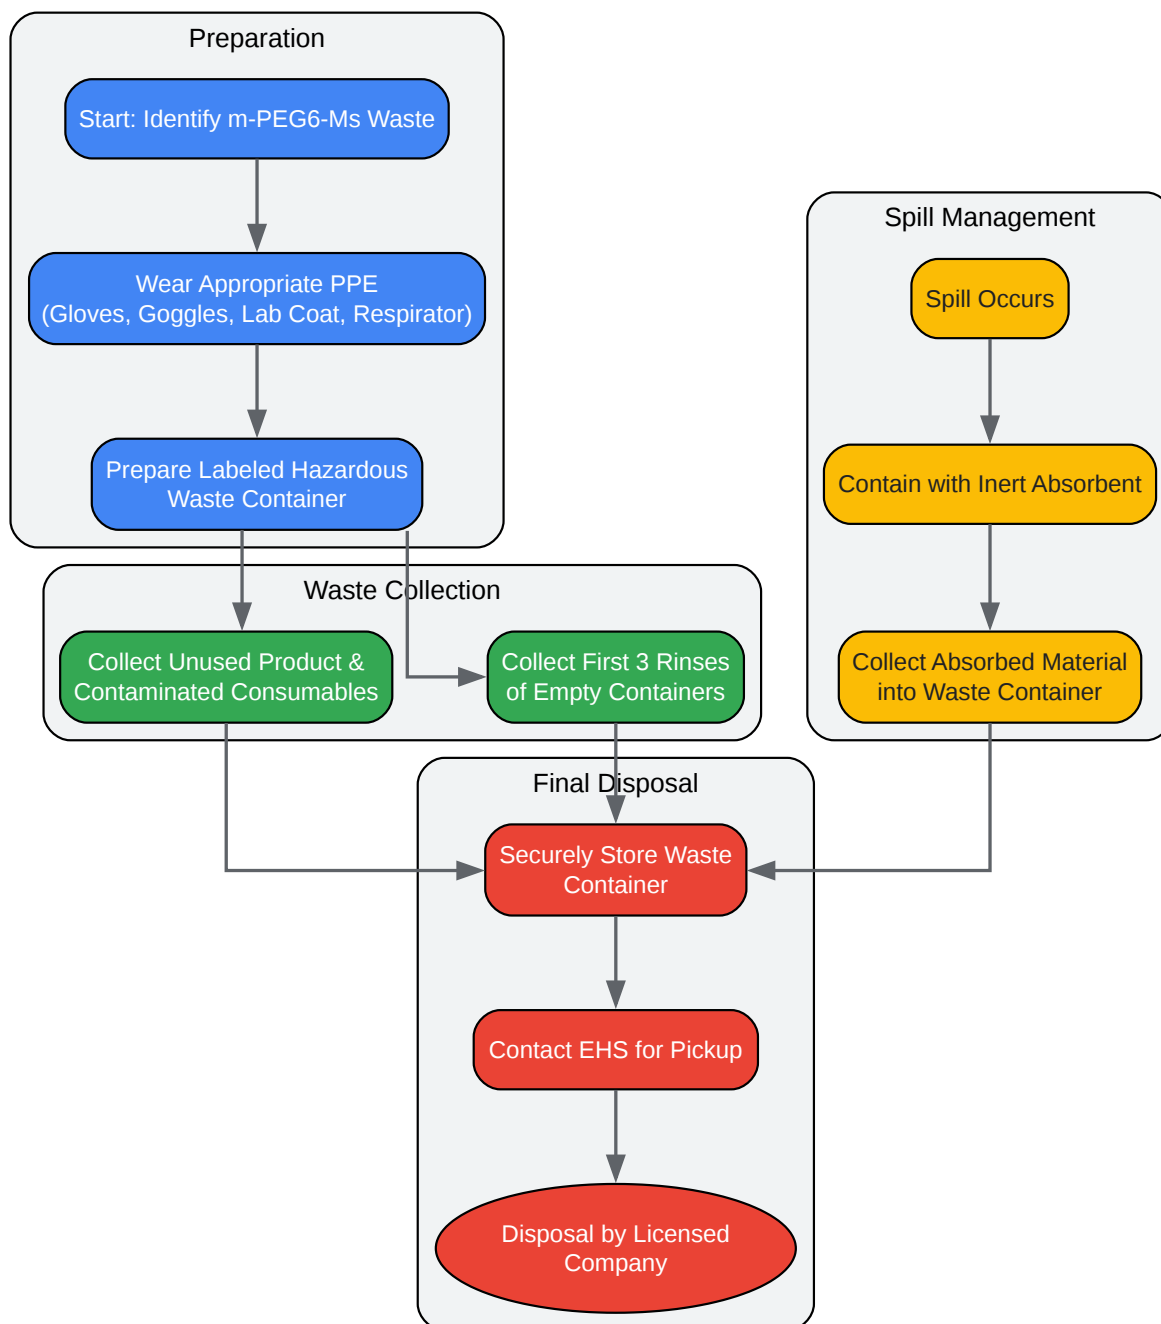 Preparation
Start: Identify m-PEG6-Ms Waste
Wear Appropriate PPE
(Gloves, Goggles, Lab Coat, Respirator)
Prepare Labeled Hazardous
Waste Container
Spill Management
Spill Occurs
Contain with Inert Absorbent
Collect Absorbed Material
into Waste Container
Waste Collection
Collect Unused Product &
Contaminated Consumables
Collect First 3 Rinses
of Empty Containers
Final Disposal
Securely Store Waste
Container
Contact EHS for Pickup
Disposal by Licensed
Company